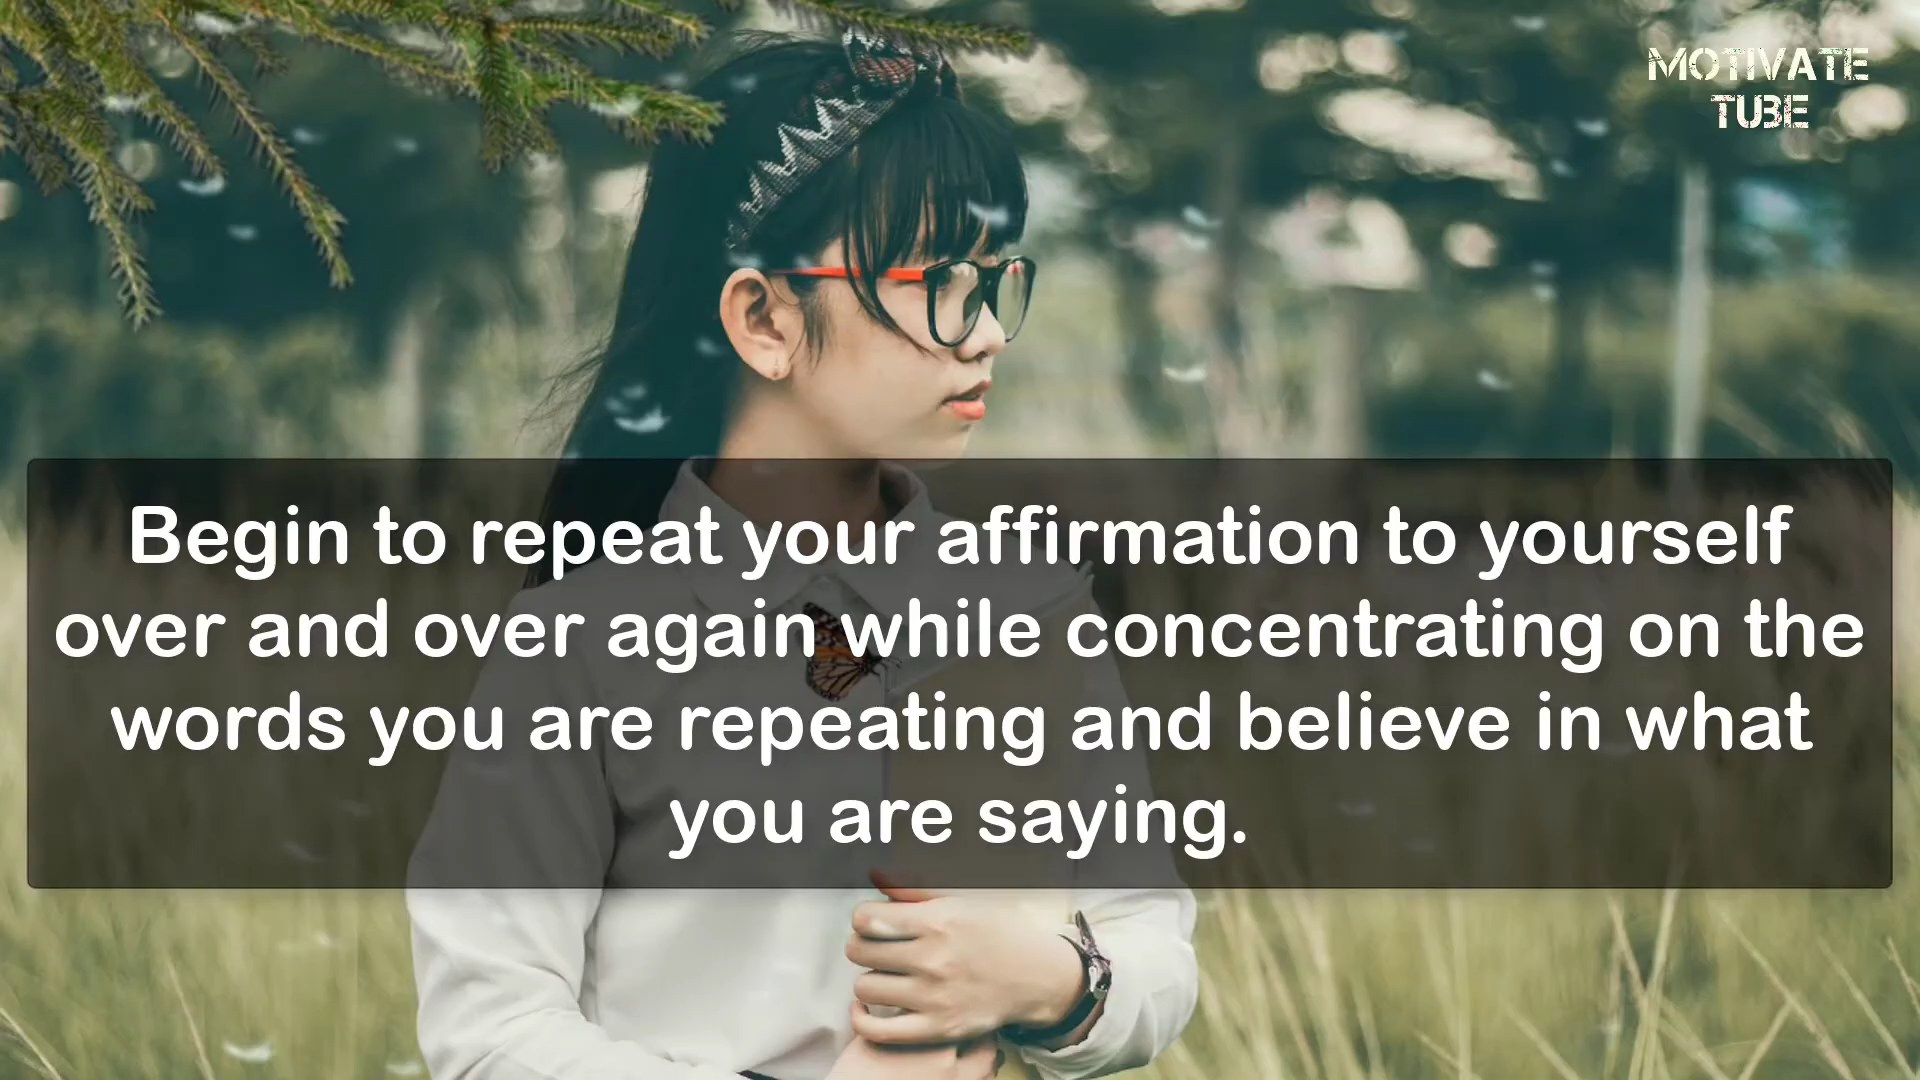 MOTIVATE
TUBE
Begin to repeat your affirmation to yourself
over and over again while concentrating on the
words you are repeating and believe in what
you are saying.